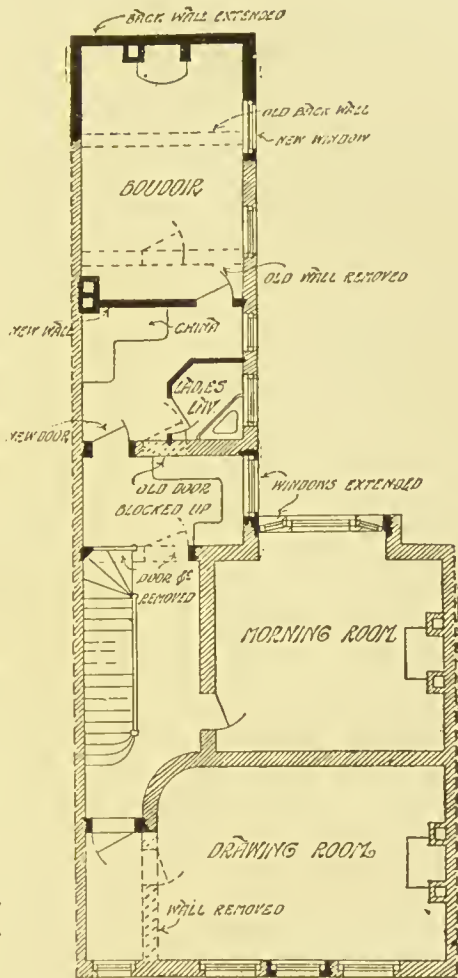 BACK WALL EXTENDED
OLD BACK WALL
NEW WINDOW
BOUDOIR
OLD WALL REMOVED
NEW WALL
CHINA
LADIES
LAV.
NEW DOOR
OLD DOOR
BLOCKED UP
WINDOWS EXTENDED
DOOR &c
REMOVED
MORNING ROOM
DRAWING ROOM
WALL REMOVED